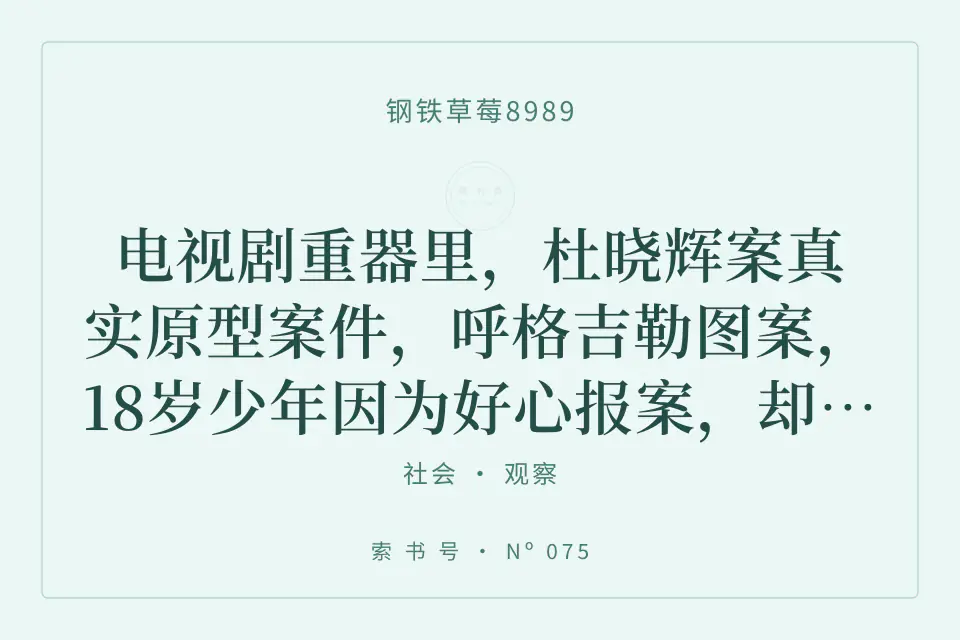 钢铁草莓8989
电视剧重器里，杜晓辉案真
实原型案件，呼格吉勒图案，
18岁少年因为好心报案，却…
社会 · 观察
索书号 · Nº 075